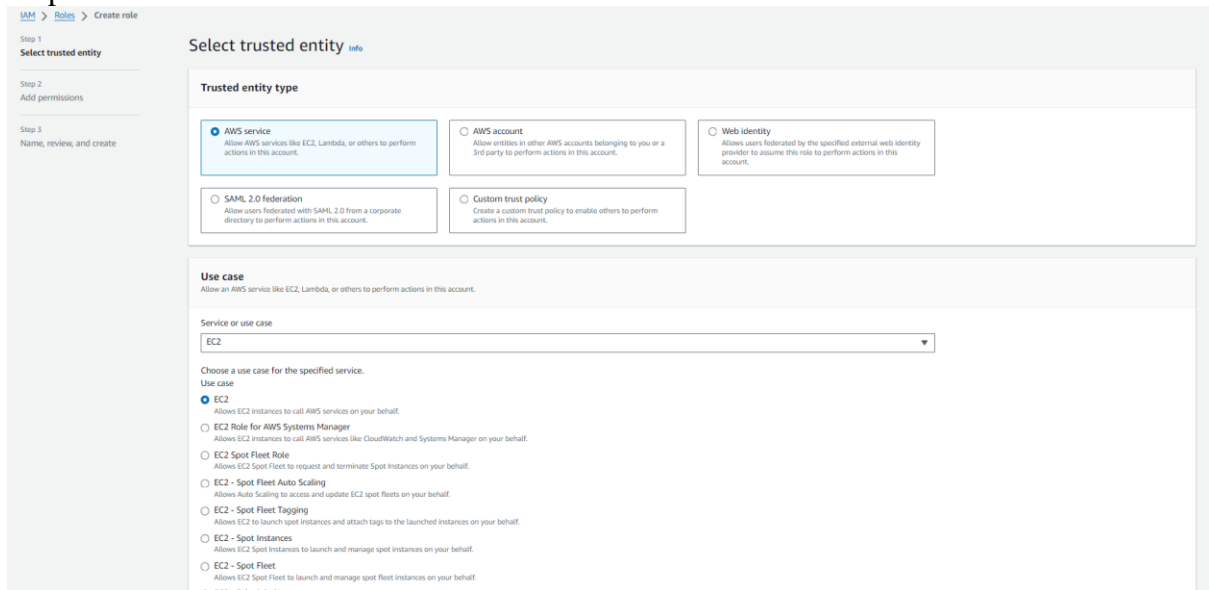 IAM > Roles > Create role
Step 1
Select trusted entity
Step 2
Add permissions
Step 3
Name, review, and create
Select trusted entity Info
Trusted entity type
AWS service
Allow AWS services like EC2, Lambda, or others to perform
actions in this account.
AWS account
Allow entities in other AWS accounts belonging to you or a
3rd party to perform actions in this account.
Web identity
Allows users federated by the specified external web identity
provider to assume this role to perform actions in this
account.
SAML 2.0 federation
Allow users federated with SAML 2.0 from a corporate
directory to perform actions in this account.
Custom trust policy
Create a custom trust policy to enable others to perform
actions in this account.
Use case
Allow an AWS service like EC2, Lambda, or others to perform actions in this account.
Service or use case
EC2
Choose a use case for the specified service.
Use case
EC2
Allows EC2 instances to call AWS services on your behalf.
EC2 Role for AWS Systems Manager
Allows EC2 instances to call AWS services like CloudWatch and Systems Manager on your behalf.
EC2 Spot Fleet Role
Allows EC2 Spot Fleet to request and terminate Spot Instances on your behalf.
EC2 - Spot Fleet Auto Scaling
Allows Auto Scaling to access and update EC2 spot fleets on your behalf.
EC2 - Spot Fleet Tagging
Allows EC2 to launch spot instances and attach tags to the launched instances on your behalf.
EC2 - Spot Instances
Allows EC2 Spot Instances to launch and manage spot instances on your behalf.
EC2 - Spot Fleet
Allows EC2 Spot Fleet to launch and manage spot fleet instances on your behalf.